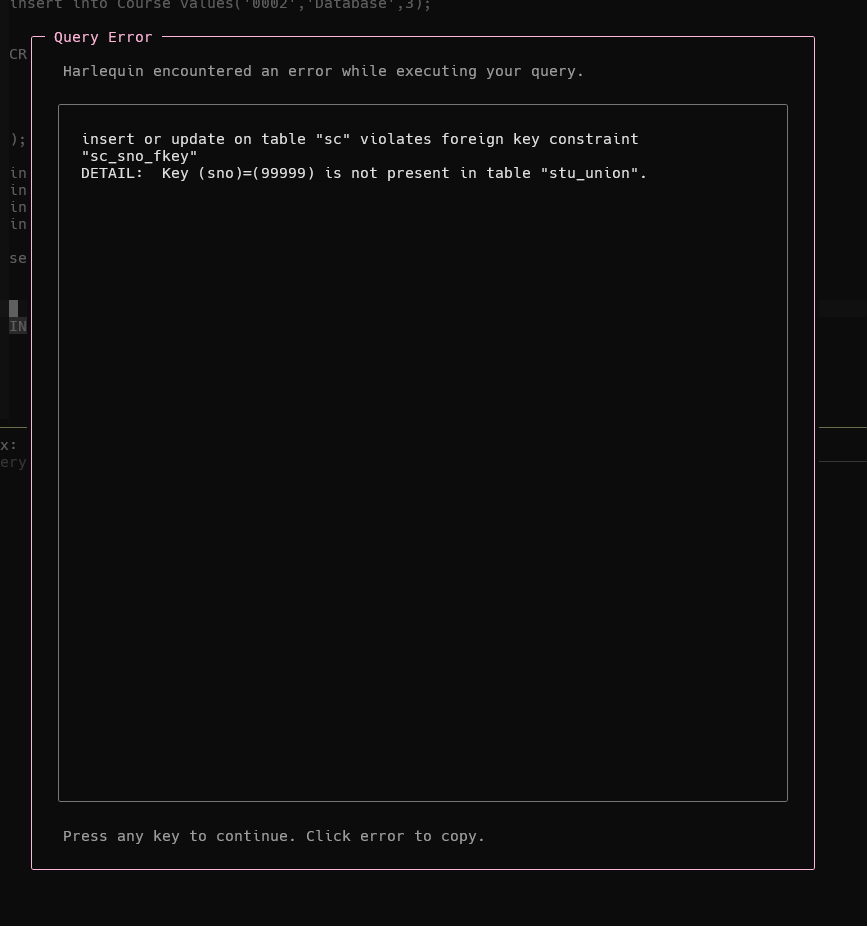 insert into Course values('0002','Database',3);
Query Error
CR
Harlequin encountered an error while executing your query.
insert or update on table "sc" violates foreign key constraint
"sc_sno_fkey"
DETAIL:  Key (sno)=(99999) is not present in table "stu_union".
);
in
in
in
in
se
IN
x:
ery
Press any key to continue. Click error to copy.